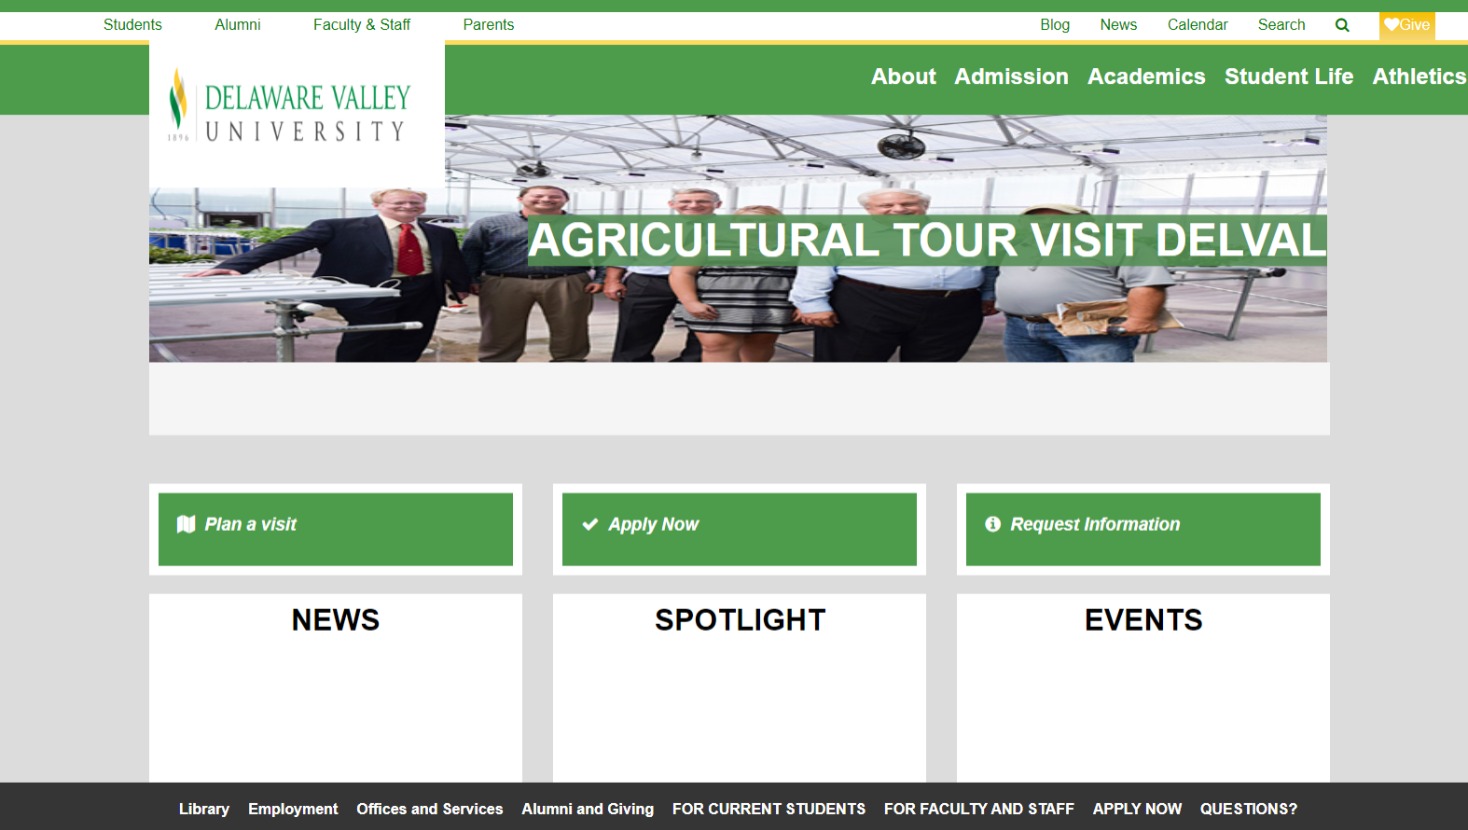 Students Alumni Faculty & Staff Parents Blog News Calendar Search Give
About Admission Academics Student Life Athletics
DELAWARE VALLEY
1896 UNIVERSITY
AGRICULTURAL TOUR VISIT DELVAL
Plan a visit
Apply Now
Request Information
NEWS
SPOTLIGHT
EVENTS
Library Employment Offices and Services Alumni and Giving FOR CURRENT STUDENTS FOR FACULTY AND STAFF APPLY NOW QUESTIONS?